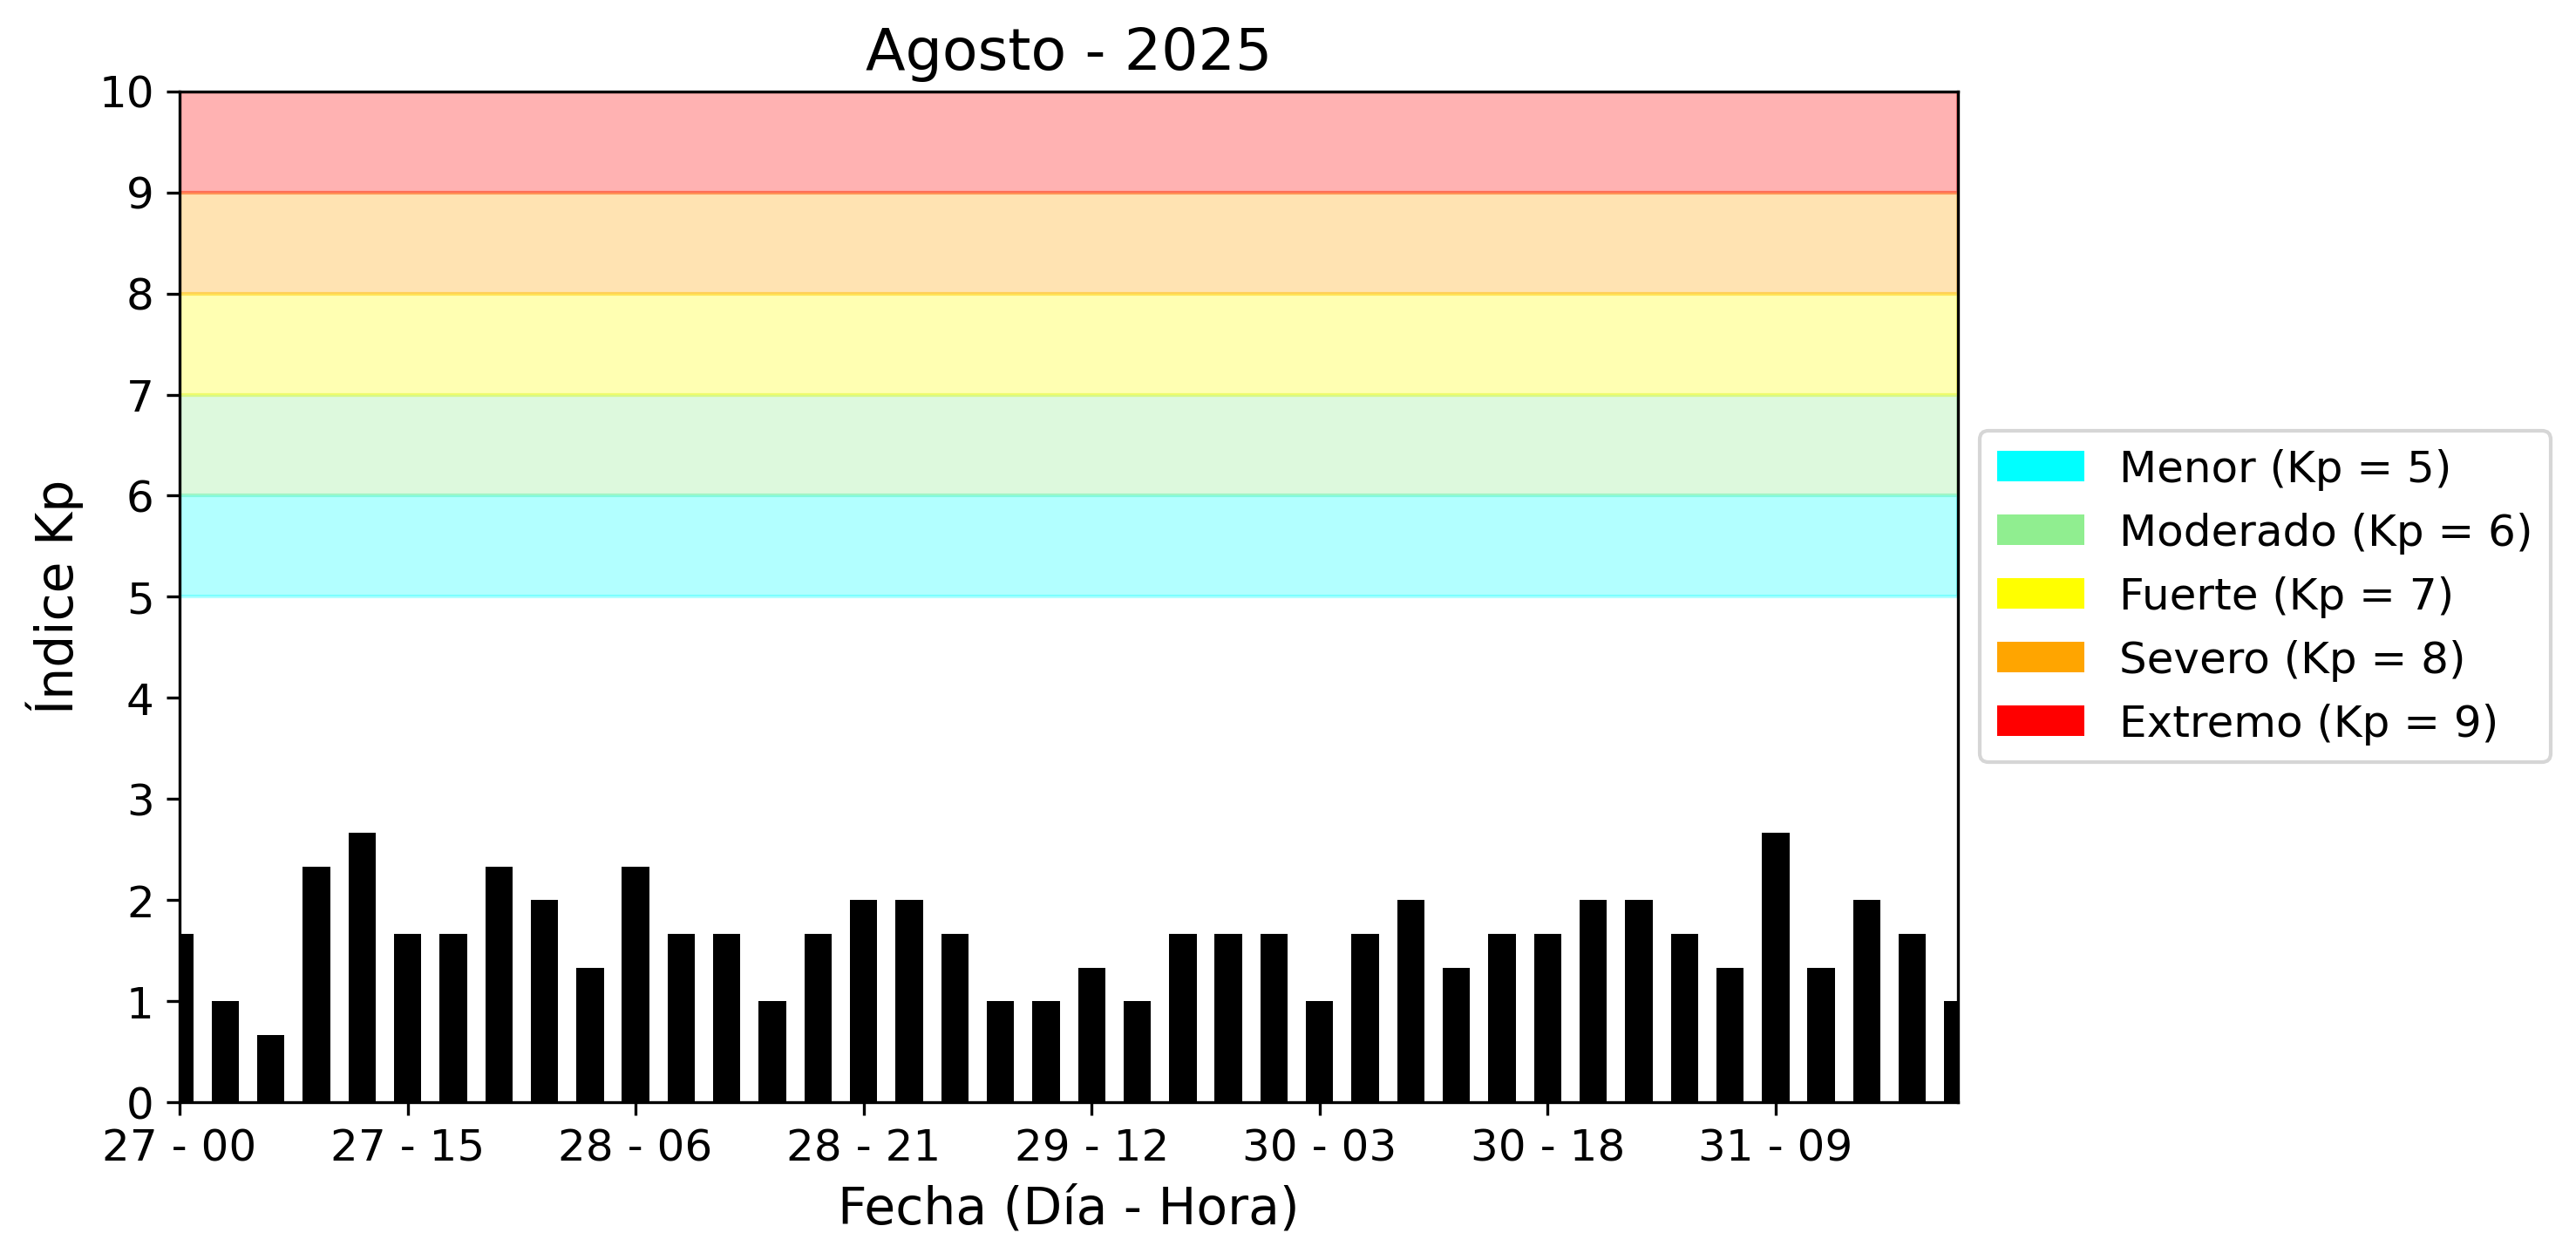 Agosto - 2025
10
9
8
7
6
5
4
3
2
1
0
Índice Kp
27 - 00
27 - 15
28 - 06
28 - 21
29 - 12
30 - 03
30 - 18
31 - 09
Fecha (Día - Hora)
Menor (Kp = 5)
Moderado (Kp = 6)
Fuerte (Kp = 7)
Severo (Kp = 8)
Extremo (Kp = 9)